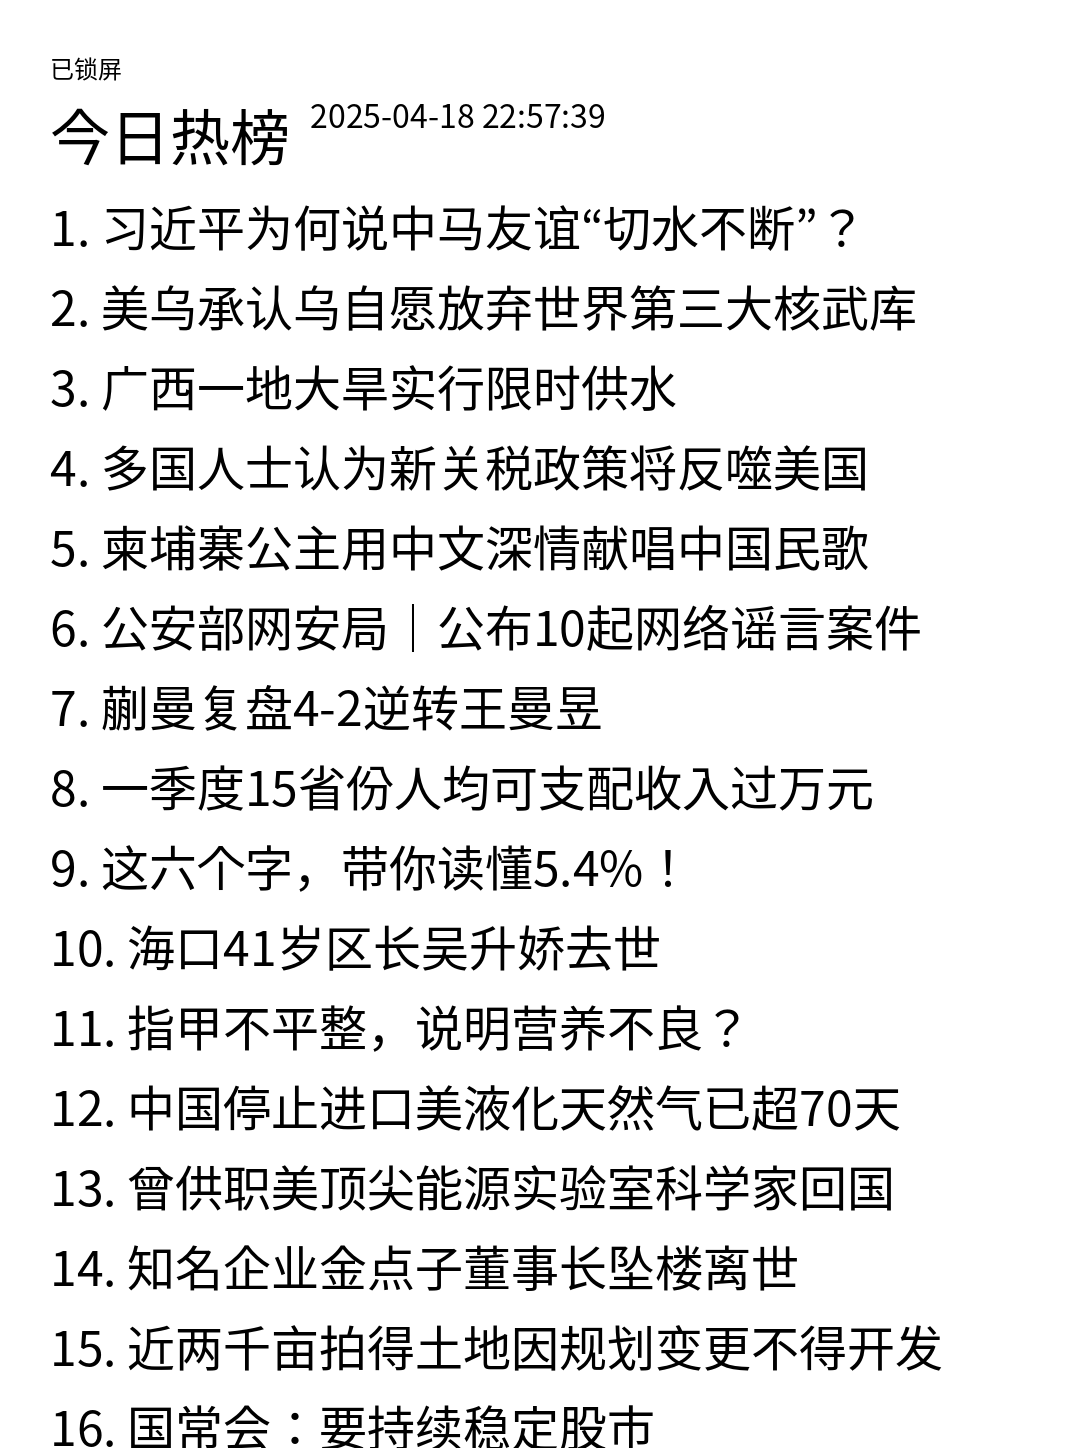 已锁屏
今日热榜 2025-04-18 22:57:39
1. 习近平为何说中马友谊“切水不断”？
2. 美乌承认乌自愿放弃世界第三大核武库
3. 广西一地大旱实行限时供水
4. 多国人士认为新关税政策将反噬美国
5. 柬埔寨公主用中文深情献唱中国民歌
6. 公安部网安局｜公布10起网络谣言案件
7. 蒯曼复盘4-2逆转王曼昱
8. 一季度15省份人均可支配收入过万元
9. 这六个字，带你读懂5.4%！
10. 海口41岁区长吴升娇去世
11. 指甲不平整，说明营养不良？
12. 中国停止进口美液化天然气已超70天
13. 曾供职美顶尖能源实验室科学家回国
14. 知名企业金点子董事长坠楼离世
15. 近两千亩拍得土地因规划变更不得开发
16. 国常会：要持续稳定股市